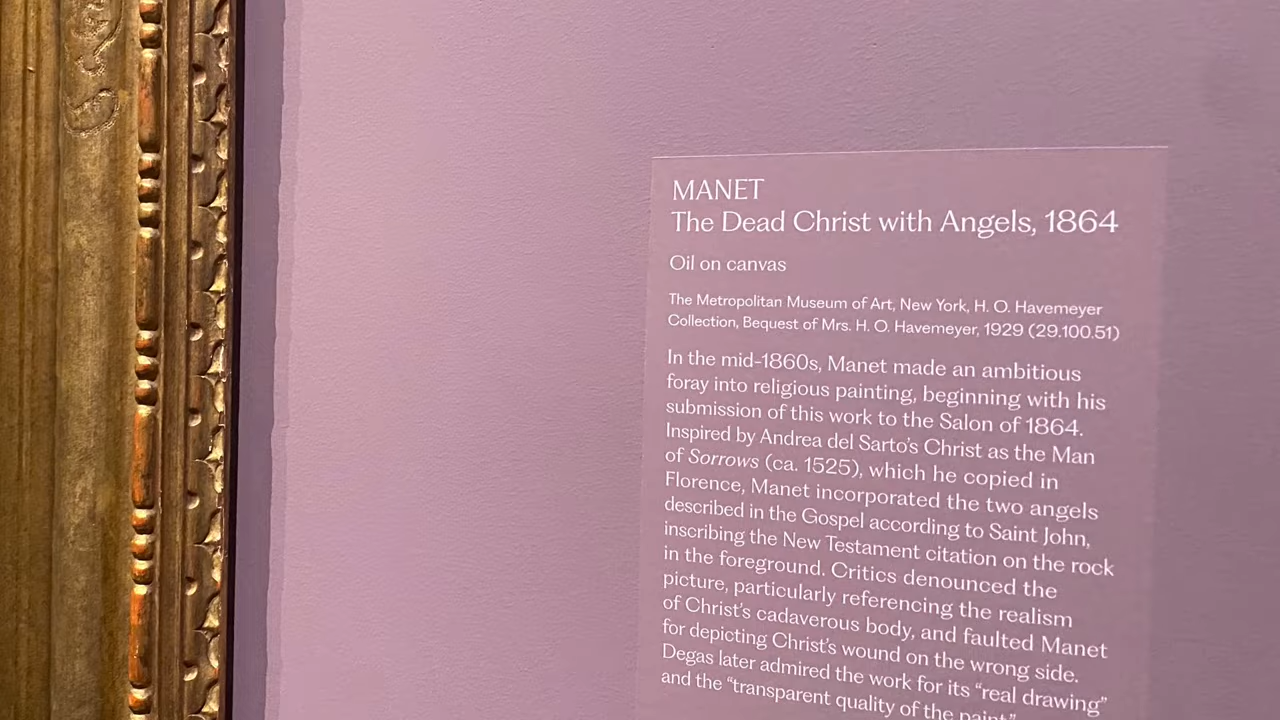 MANET
The Dead Christ with Angels, 1864
Oil on canvas
The Metropolitan Museum of Art, New York, H. O. Havemeyer
Collection, Bequest of Mrs. H. O. Havemeyer, 1929 (29.100.51)
In the mid-1860s, Manet made an ambitious
foray into religious painting, beginning with his
submission of this work to the Salon of 1864.
Inspired by Andrea del Sarto's Christ as the Man
of Sorrows (ca. 1525), which he copied in
Florence, Manet incorporated the two angels
described in the Gospel according to Saint John,
inscribing the New Testament citation on the rock
in the foreground. Critics denounced the
picture, particularly referencing the realism
of Christ's cadaverous body, and faulted Manet
for depicting Christ's wound on the wrong side.
Degas later admired the work for its “real drawing”
and the “transparent quality of the paint.”